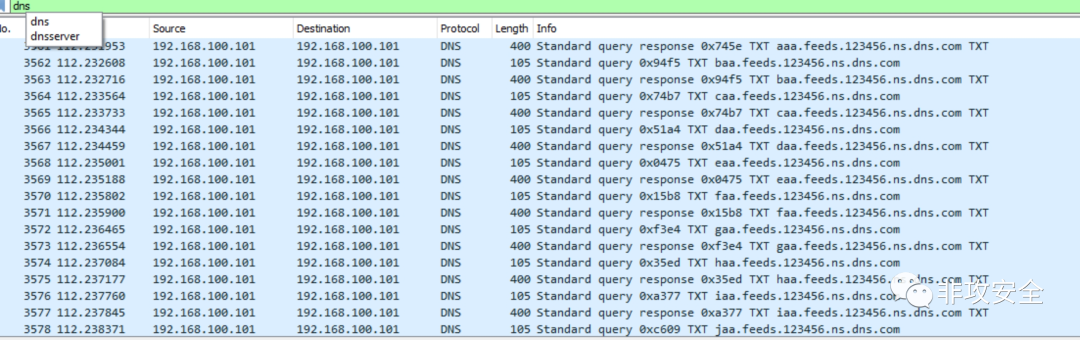 dns
dns
dnsserver
No. Source Destination Protocol Length Info
3561 112.231953 192.168.100.101 192.168.100.101 DNS 400 Standard query response 0x745e TXT aaa.feeds.123456.ns.dns.com TXT
3562 112.232608 192.168.100.101 192.168.100.101 DNS 105 Standard query 0x94f5 TXT baa.feeds.123456.ns.dns.com
3563 112.232716 192.168.100.101 192.168.100.101 DNS 400 Standard query response 0x94f5 TXT baa.feeds.123456.ns.dns.com TXT
3564 112.233564 192.168.100.101 192.168.100.101 DNS 105 Standard query 0x74b7 TXT caa.feeds.123456.ns.dns.com
3565 112.233733 192.168.100.101 192.168.100.101 DNS 400 Standard query response 0x74b7 TXT caa.feeds.123456.ns.dns.com TXT
3566 112.234344 192.168.100.101 192.168.100.101 DNS 105 Standard query 0x51a4 TXT daa.feeds.123456.ns.dns.com
3567 112.234459 192.168.100.101 192.168.100.101 DNS 400 Standard query response 0x51a4 TXT daa.feeds.123456.ns.dns.com TXT
3568 112.235001 192.168.100.101 192.168.100.101 DNS 105 Standard query 0x0475 TXT eaa.feeds.123456.ns.dns.com
3569 112.235188 192.168.100.101 192.168.100.101 DNS 400 Standard query response 0x0475 TXT eaa.feeds.123456.ns.dns.com TXT
3570 112.235802 192.168.100.101 192.168.100.101 DNS 105 Standard query 0x15b8 TXT faa.feeds.123456.ns.dns.com
3571 112.235900 192.168.100.101 192.168.100.101 DNS 400 Standard query response 0x15b8 TXT faa.feeds.123456.ns.dns.com TXT
3572 112.236465 192.168.100.101 192.168.100.101 DNS 105 Standard query 0xf3e4 TXT gaa.feeds.123456.ns.dns.com
3573 112.236554 192.168.100.101 192.168.100.101 DNS 400 Standard query response 0xf3e4 TXT gaa.feeds.123456.ns.dns.com TXT
3574 112.237084 192.168.100.101 192.168.100.101 DNS 105 Standard query 0x35ed TXT haa.feeds.123456.ns.dns.com
3575 112.237177 192.168.100.101 192.168.100.101 DNS 400 Standard query response 0x35ed TXT haa.feeds.123456.ns.dns.com TXT
3576 112.237760 192.168.100.101 192.168.100.101 DNS 105 Standard query 0xa377 TXT iaa.feeds.123456.ns.dns.com
3577 112.237845 192.168.100.101 192.168.100.101 DNS 400 Standard query response 0xa377 TXT iaa.feeds.123456.ns.dns.com TXT
3578 112.238371 192.168.100.101 192.168.100.101 DNS 105 Standard query 0xc609 TXT jaa.feeds.123456.ns.dns.com
非攻安全